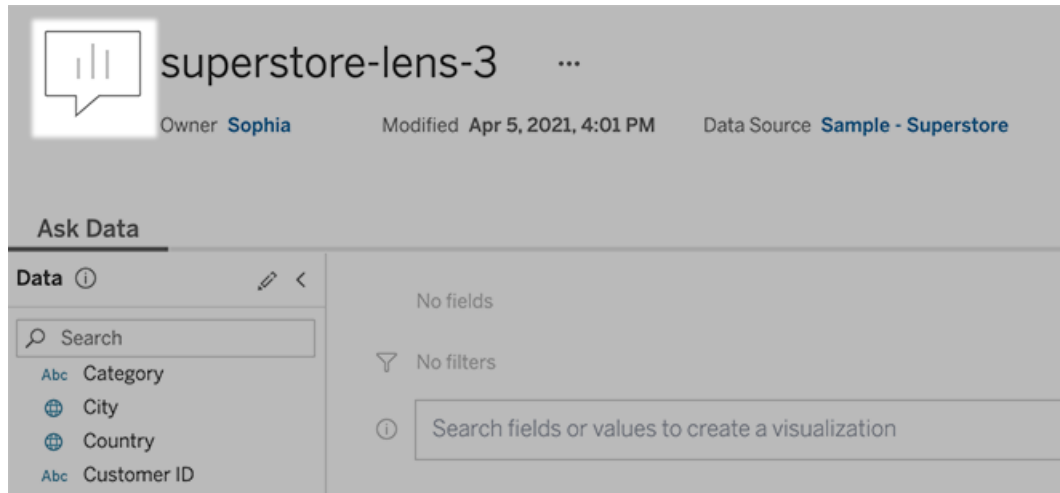 superstore-lens-3 ...
Owner Sophia Modified Apr 5, 2021, 4:01 PM Data Source Sample - Superstore
Ask Data
Data
No fields
Search
No filters
Abc Category
City
Search fields or values to create a visualization
Country
Abc Customer ID